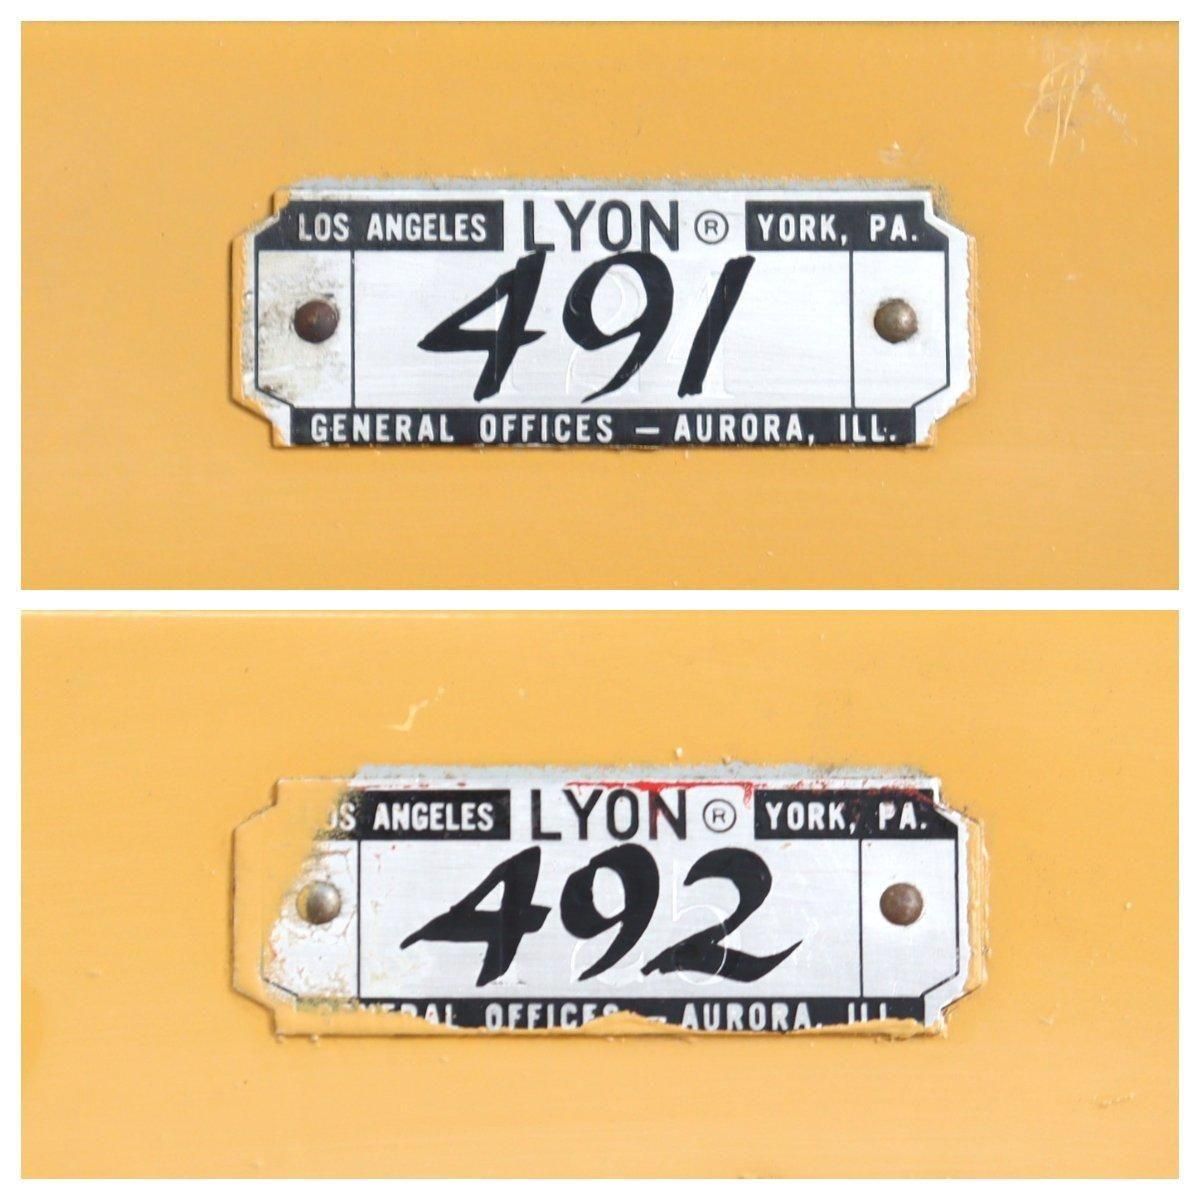 LOS ANGELES LYON ® YORK, PA.
491
GENERAL OFFICES — AURORA, ILL.
ANGELES LYON ® YORK, PA.
492
OFFICES — AURORA, ILL.